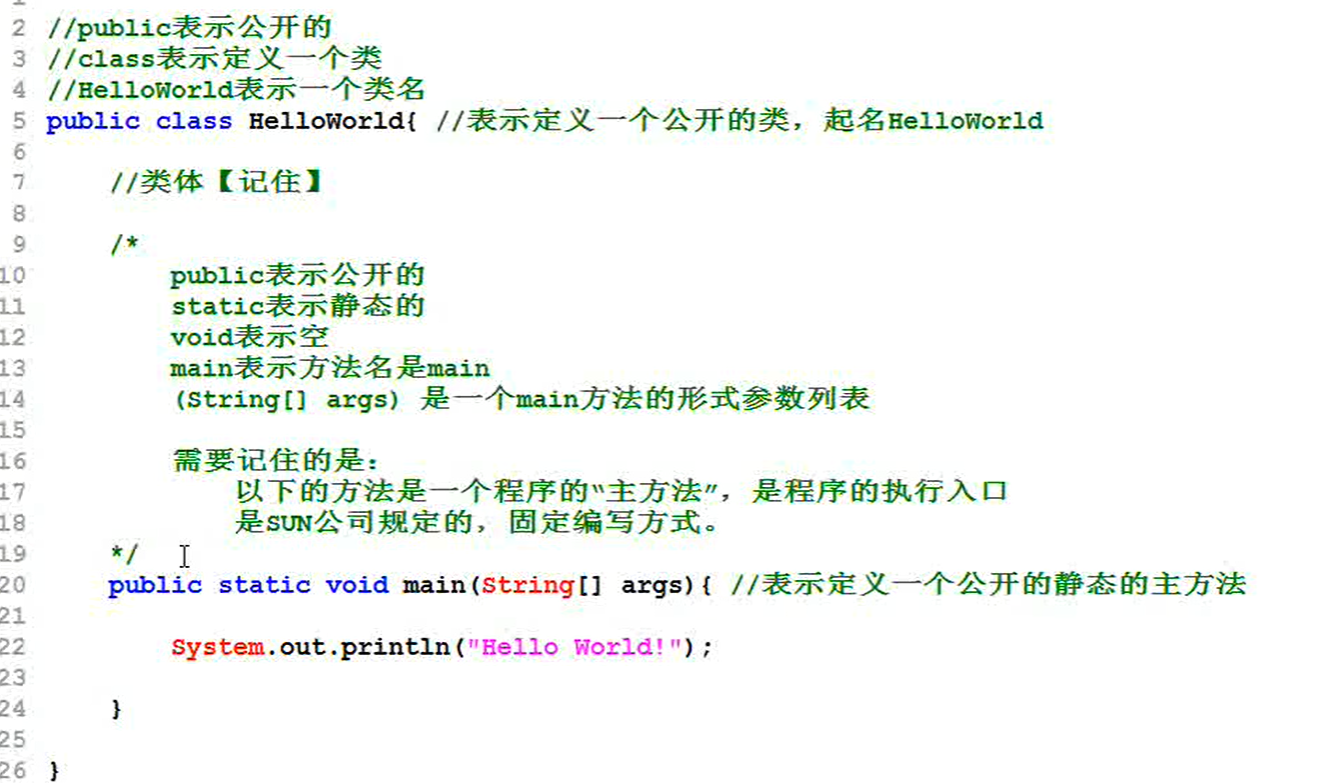 2 //public表示公开的
3 //class表示定义一个类
4 //HelloWorld表示一个类名
5 public class HelloWorld{ //表示定义一个公开的类，起名HelloWorld
6
7 //类体【记住】
8
9 /*
10 public表示公开的
11 static表示静态的
12 void表示空
13 main表示方法名是main
14 (String[] args) 是一个main方法的形式参数列表
15
16 需要记住的是：
17 以下的方法是一个程序的“主方法”，是程序的执行入口
18 是SUN公司规定的，固定编写方式。
19 */
20 public static void main(String[] args){ //表示定义一个公开的静态的主方法
21
22 System.out.println("Hello World!");
23
24 }
25
26 }